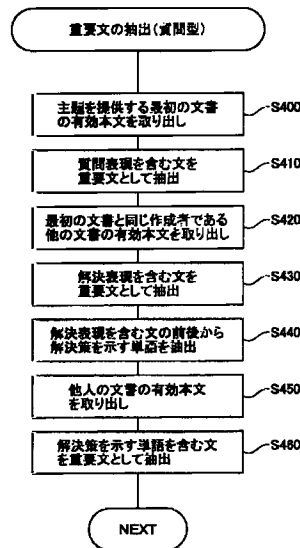 重要文の抽出(質問型)
主題を提供する最初の文書
の有効本文を取り出し
S400
質問表現を含む文を
重要文として抽出
S410
最初の文書と同じ作成者である
他の文書の有効本文を取り出し
S420
解決表現を含む文を
重要文として抽出
S430
解決表現を含む文の前後から
解決策を示す単語を抽出
S440
他人の文書の有効本文
を取り出し
S450
解決策を示す単語を含む文
を重要文として抽出
S460
NEXT